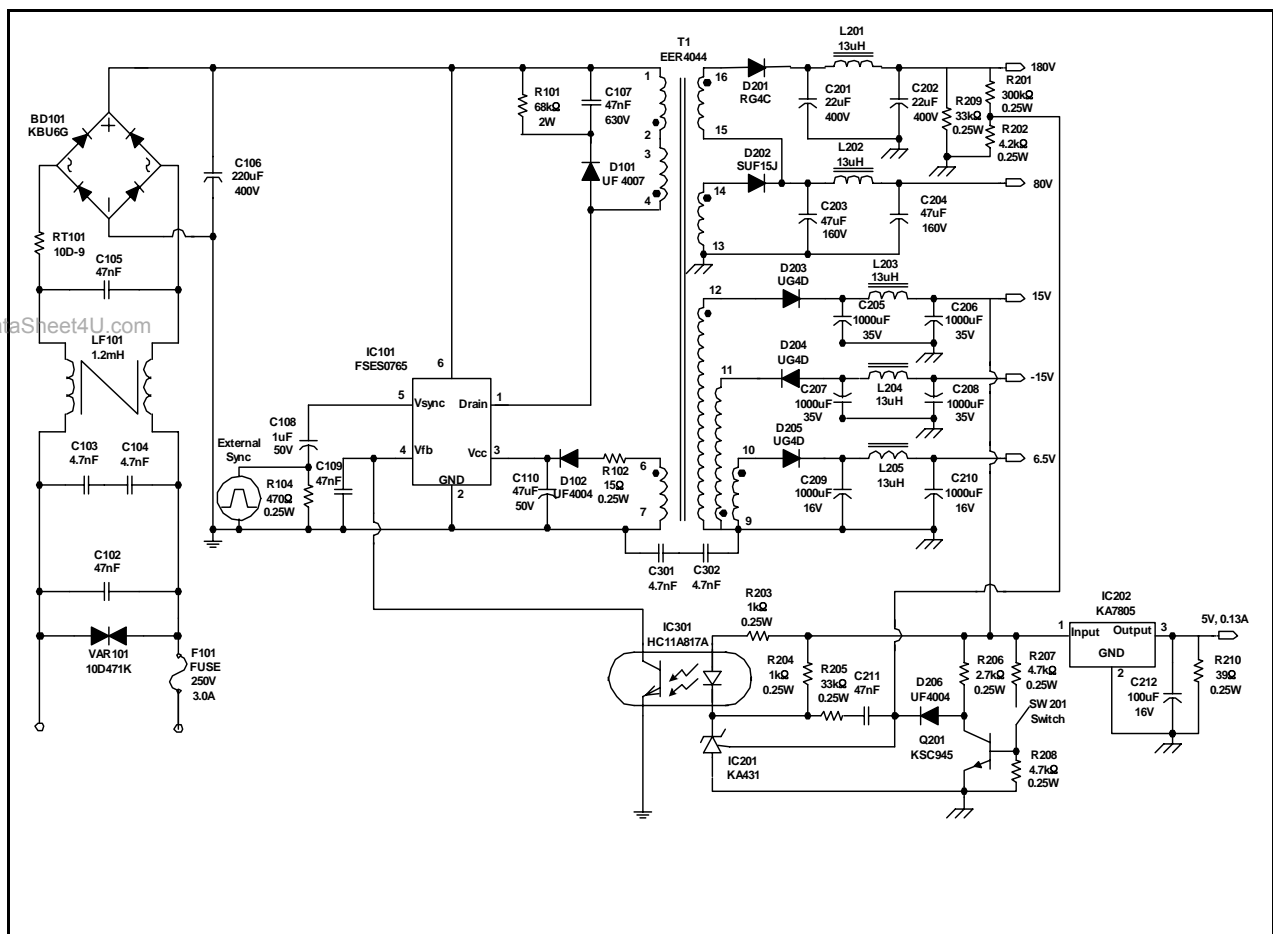 T1
EER4044
L201
13uH
1
16
D201
RG4C
180V
R101
68kΩ
2W
C107
47nF
630V
C201
22uF
400V
C202
22uF
400V
R209
33kΩ
0.25W
R201
300kΩ
0.25W
R202
4.2kΩ
0.25W
BD101
KBU6G
C106
220uF
400V
2
15
3
D101
UF 4007
4
D202
SUF15J
L202
13uH
80V
14
C203
47uF
160V
C204
47uF
160V
13
RT101
10D-9
C105
47nF
ataSheet4U.com
LF101
1.2mH
D203
UG4D
L203
13uH
12
15V
C205
1000uF
35V
C206
1000uF
35V
IC101
FSES0765
6
5
Vsync
Drain
1
4
Vfb
Vcc
3
GND
2
D204
UG4D
11
L204
13uH
-15V
C207
1000uF
35V
C208
1000uF
35V
D205
UG4D
10
L205
13uH
6.5V
C209
1000uF
16V
C210
1000uF
16V
9
C103
4.7nF
C104
4.7nF
External
Sync
C108
1uF
50V
R104
470Ω
0.25W
C109
47nF
C110
47uF
50V
D102
UF4004
R102
15Ω
0.25W
6
7
C301
4.7nF
C302
4.7nF
C102
47nF
VAR101
10D471K
F101
FUSE
250V
3.0A
IC301
HC11A817A
R203
1kΩ
0.25W
R204
1kΩ
0.25W
R205
33kΩ
0.25W
C211
47nF
D206
UF4004
R206
2.7kΩ
0.25W
R207
4.7kΩ
0.25W
SW 201
Switch
Q201
KSC945
R208
4.7kΩ
0.25W
IC201
KA431
IC202
KA7805
1
Input
Output
3
GND
2
5V, 0.13A
C212
100uF
16V
R210
39Ω
0.25W